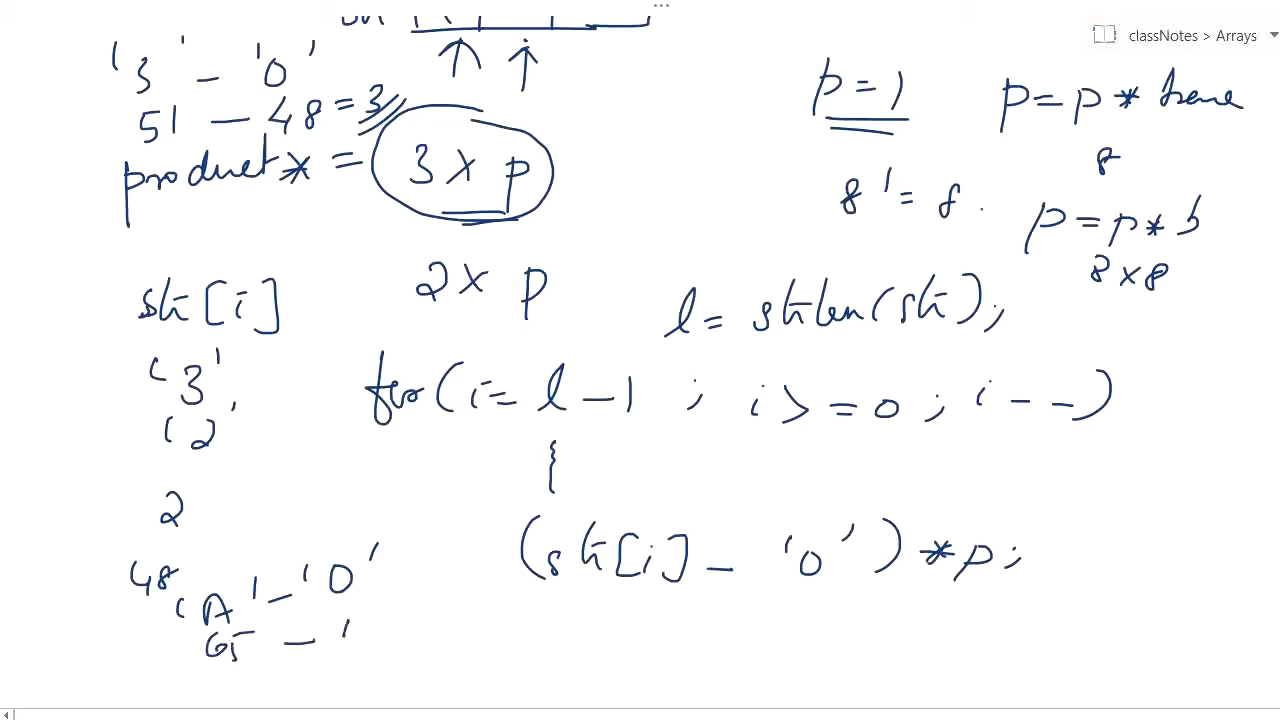 classNotes > Arrays
'3' - '0'
51 - 48 = 3
product * = 3 x p
p = 1
p = p * base
8
8' = 8
p = p * b
8 x 8
str[i]
2 x p
l = strlen(str);
'3',
'2
for(i = l - 1 ; i >= 0 ; i - -)
{
2
(str[i] - '0') * p;
48
'A' - '0'
65 - '